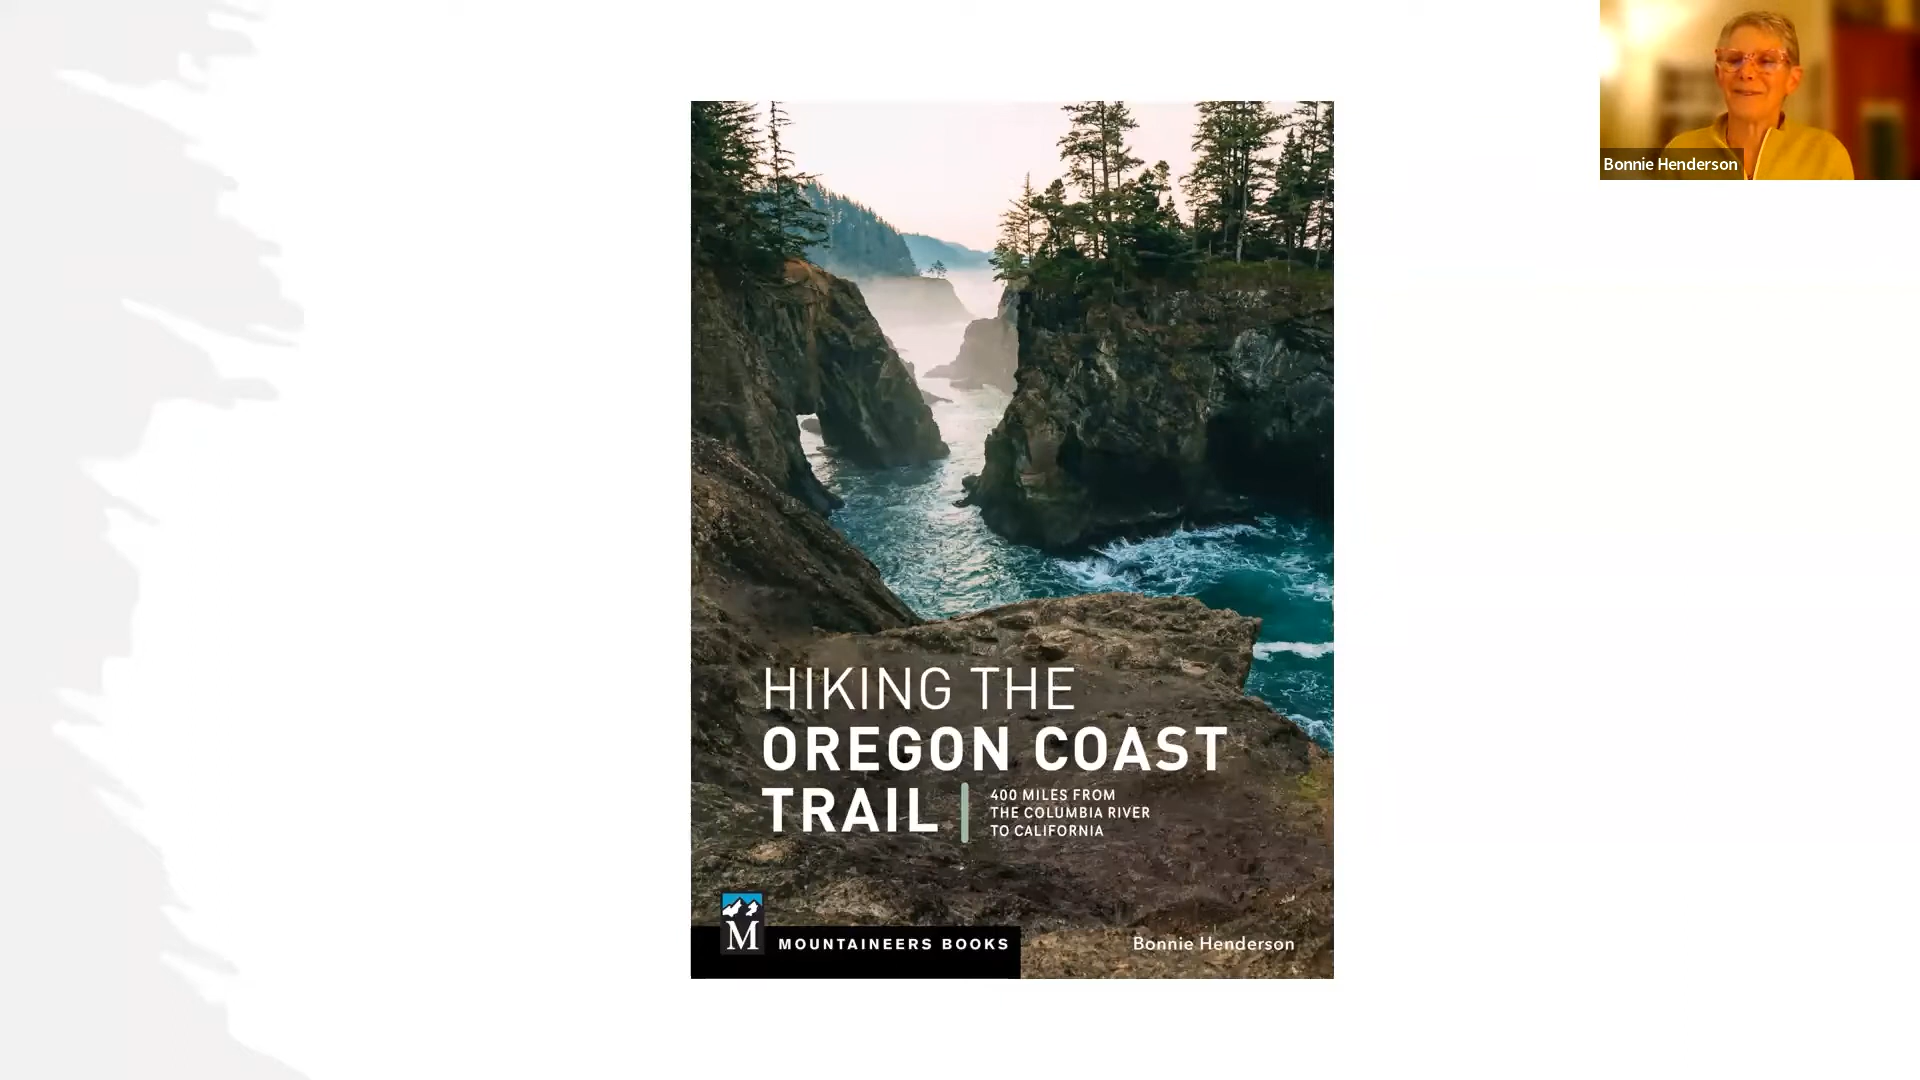 Bonnie Henderson
HIKING THE
OREGON COAST
TRAIL
400 MILES FROM
THE COLUMBIA RIVER
TO CALIFORNIA
M
MOUNTAINEERS BOOKS
Bonnie Henderson